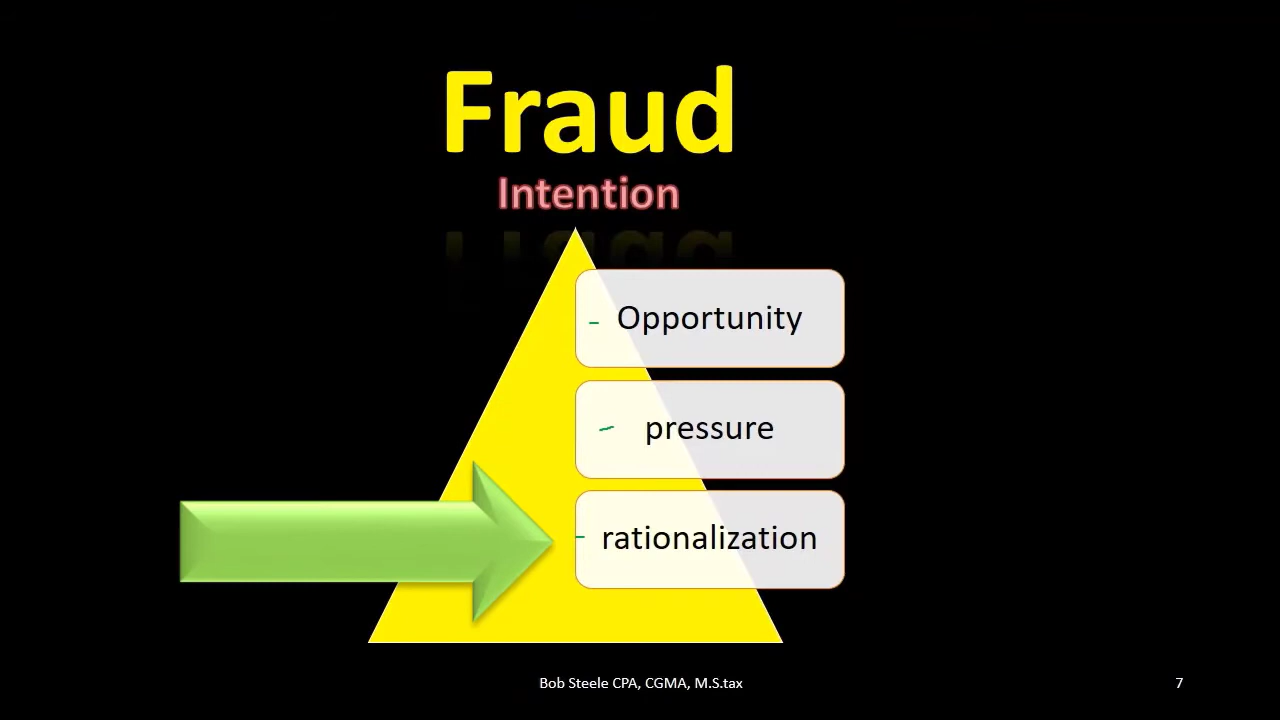 Fraud
Intention
Opportunity
pressure
rationalization
Bob Steele CPA, CGMA, M.S.tax
7